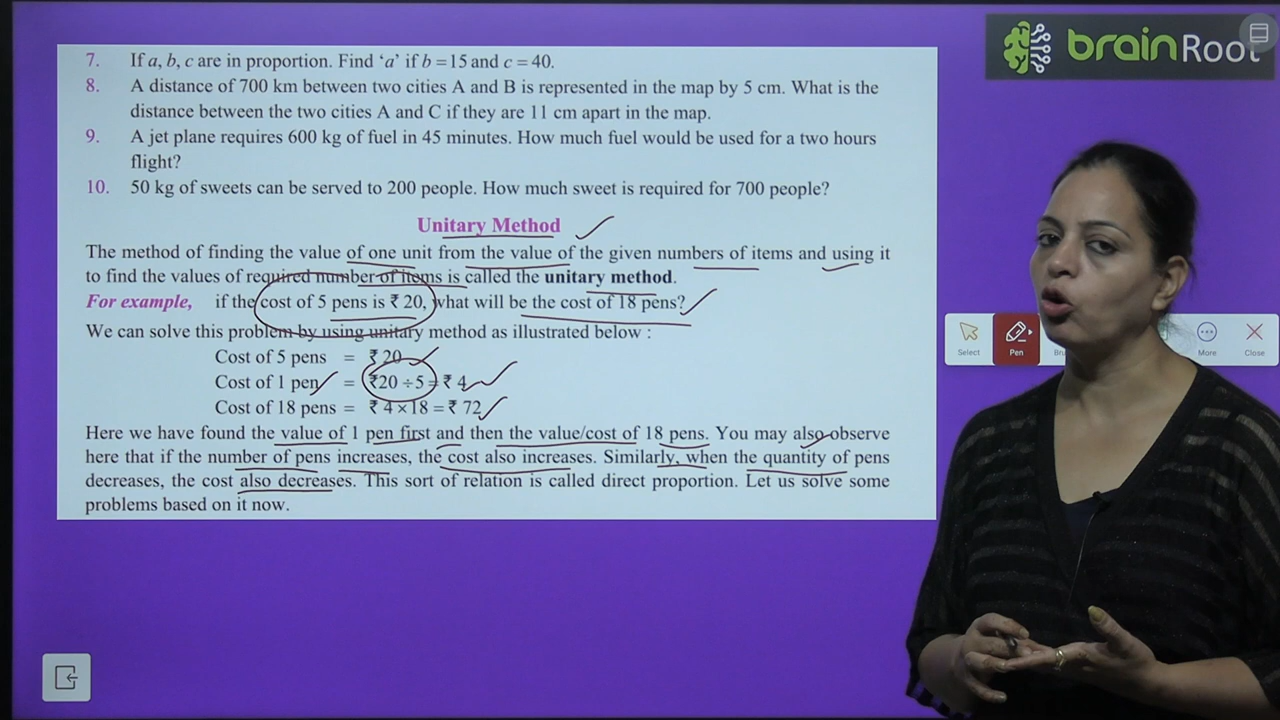 brainRoot
7. If a, b, c are in proportion. Find ‘a’ if b = 15 and c = 40.
8. A distance of 700 km between two cities A and B is represented in the map by 5 cm. What is the
distance between the two cities A and C if they are 11 cm apart in the map.
9. A jet plane requires 600 kg of fuel in 45 minutes. How much fuel would be used for a two hours
flight?
10. 50 kg of sweets can be served to 200 people. How much sweet is required for 700 people?
Unitary Method
The method of finding the value of one unit from the value of the given numbers of items and using it
to find the values of required number of items is called the unitary method.
For example, if the cost of 5 pens is ₹ 20, what will be the cost of 18 pens?
We can solve this problem by using unitary method as illustrated below :
Cost of 5 pens = ₹ 20
Cost of 1 pen = ₹20 ÷ 5 = ₹ 4
Cost of 18 pens = ₹ 4 × 18 = ₹ 72
Here we have found the value of 1 pen first and then the value/cost of 18 pens. You may also observe
here that if the number of pens increases, the cost also increases. Similarly, when the quantity of pens
decreases, the cost also decreases. This sort of relation is called direct proportion. Let us solve some
problems based on it now.
Select
Pen
More
Close